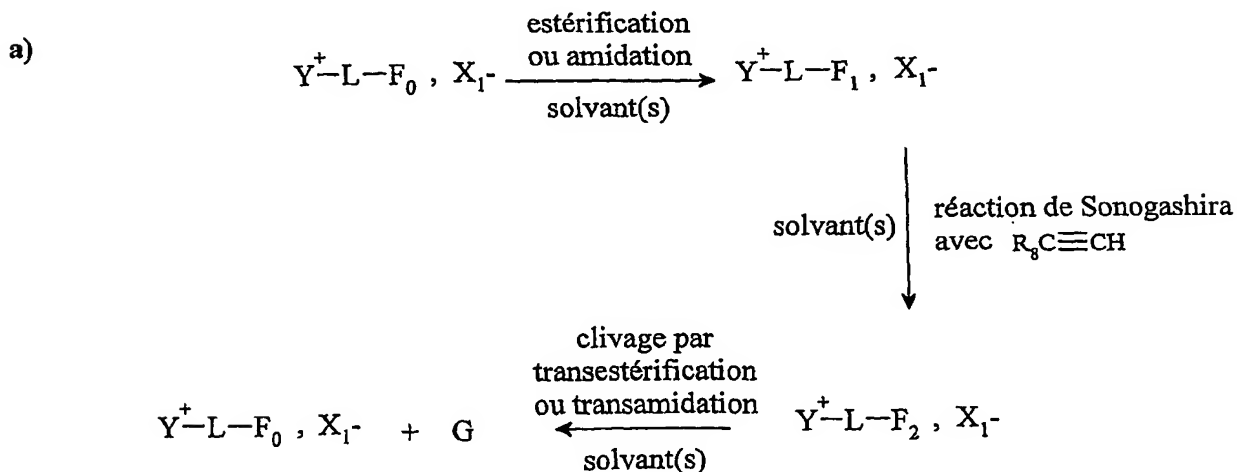 a)
estérification
ou amidation
Y⁺—L—F₀ , X₁- Y⁺—L—F₁ , X₁-
solvant(s)
solvant(s)
réaction de Sonogashira
avec R₈C≡CH
clivage par
transestérification
ou transamidation
Y⁺—L—F₀ , X₁- + G Y⁺—L—F₂ , X₁-
solvant(s)